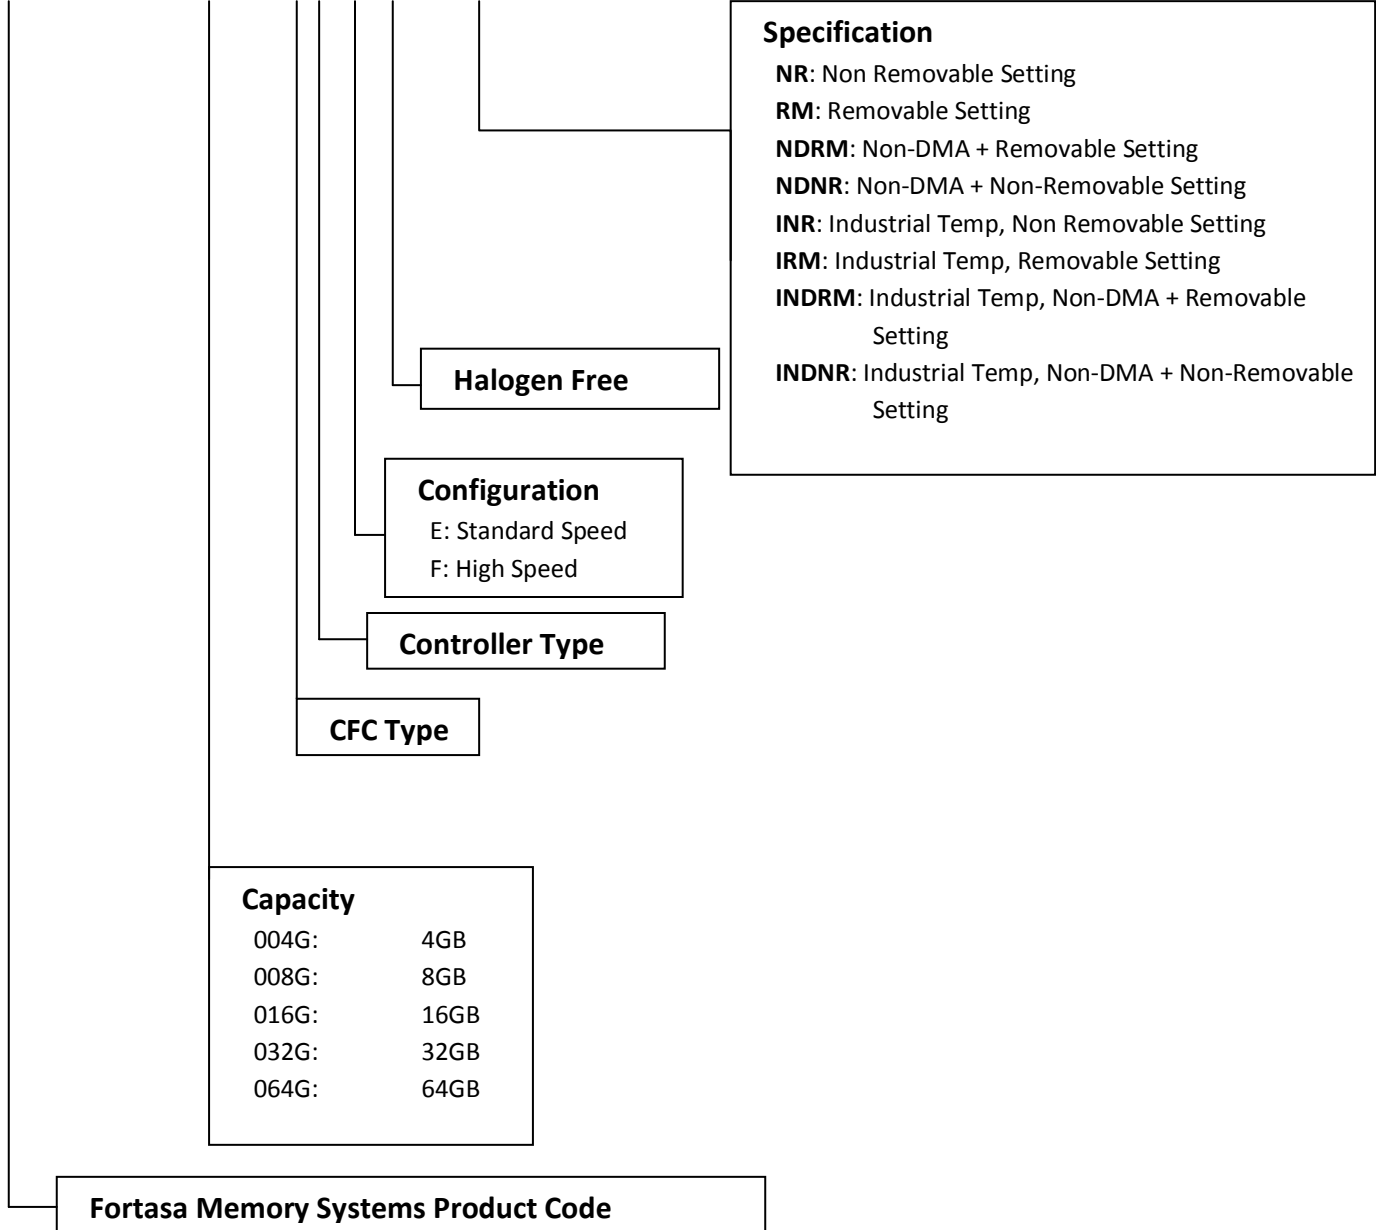 Specification
NR: Non Removable Setting
RM: Removable Setting
NDRM: Non-DMA + Removable Setting
NDNR: Non-DMA + Non-Removable Setting
INR: Industrial Temp, Non Removable Setting
IRM: Industrial Temp, Removable Setting
INDRM: Industrial Temp, Non-DMA + Removable
Setting
INDNR: Industrial Temp, Non-DMA + Non-Removable
Setting
Halogen Free
Configuration
E: Standard Speed
F: High Speed
Controller Type
CFC Type
Capacity
004G: 4GB
008G: 8GB
016G: 16GB
032G: 32GB
064G: 64GB
Fortasa Memory Systems Product Code